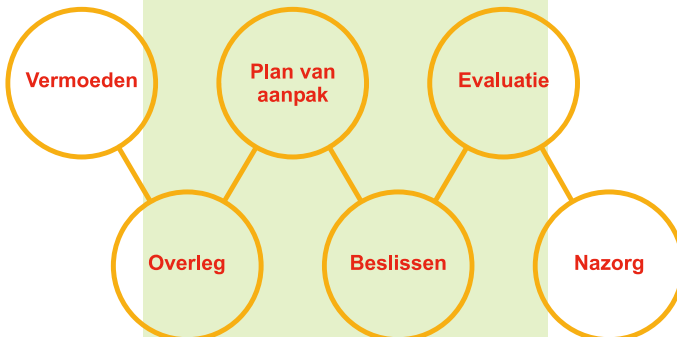 Vermoeden
Overleg
Plan van
aanpak
Beslissen
Evaluatie
Nazorg